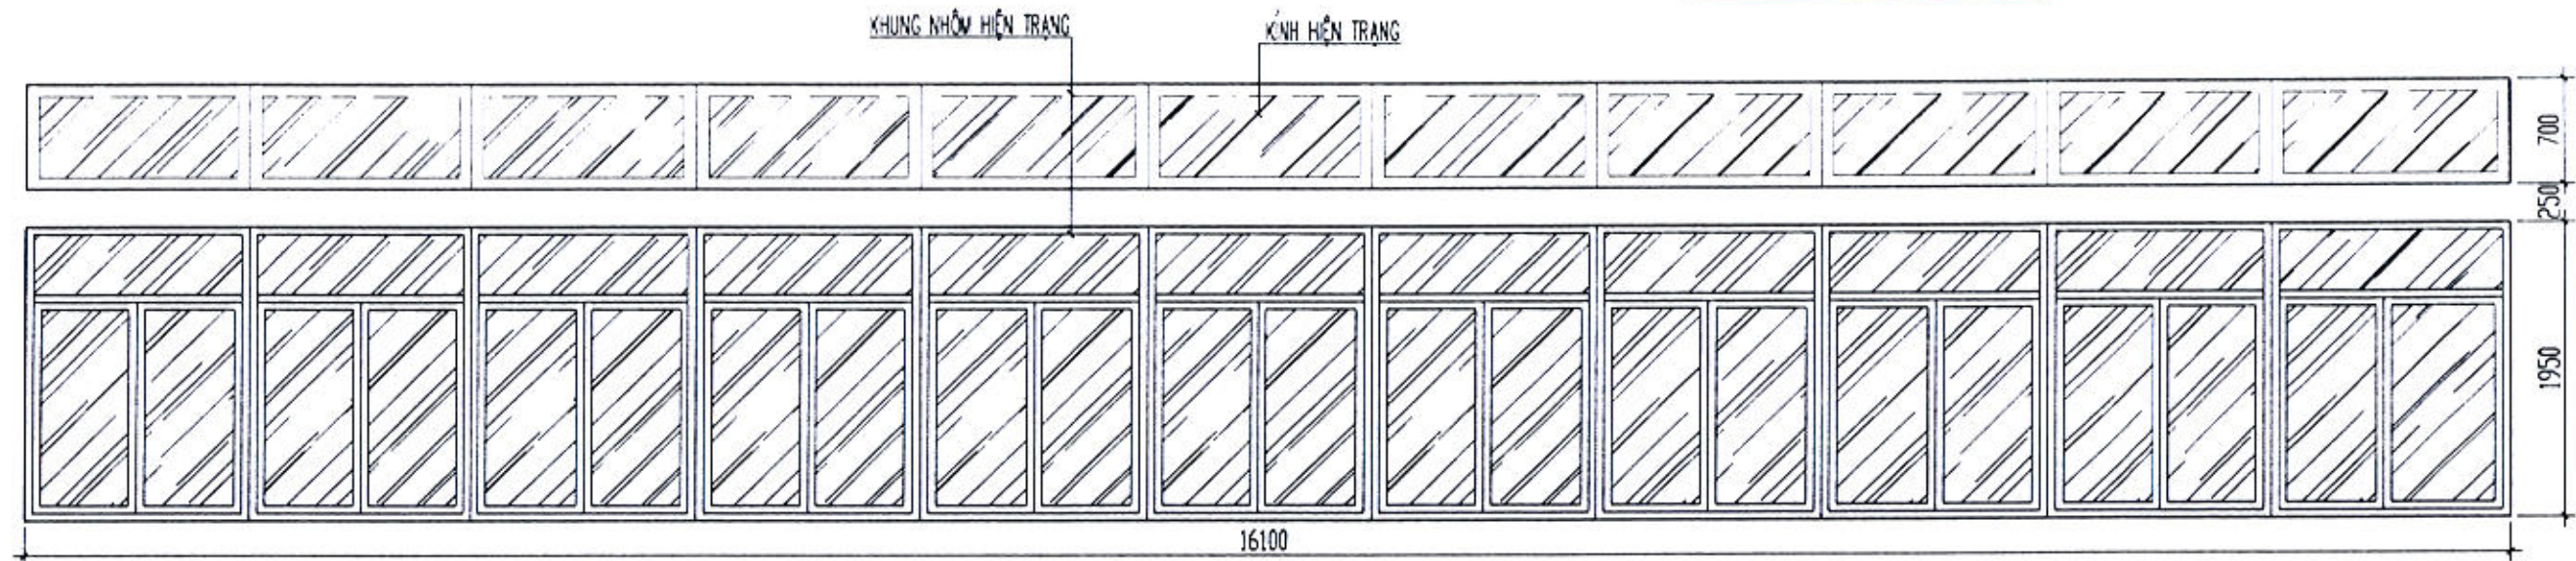 KHUNG NHÔM HIỆN TRẠNG
KÍNH HIỆN TRẠNG
700
250
1950
16100